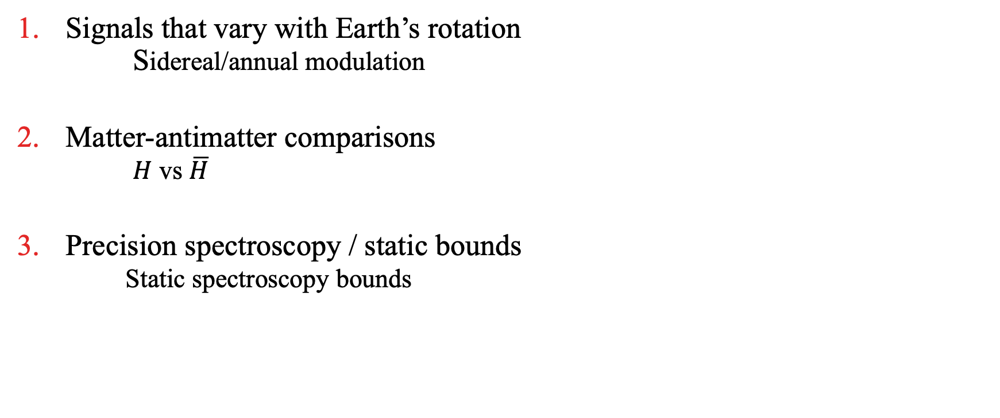 1. Signals that vary with Earth’s rotation
Sidereal/annual modulation
2. Matter-antimatter comparisons
H vs H̅
3. Precision spectroscopy / static bounds
Static spectroscopy bounds